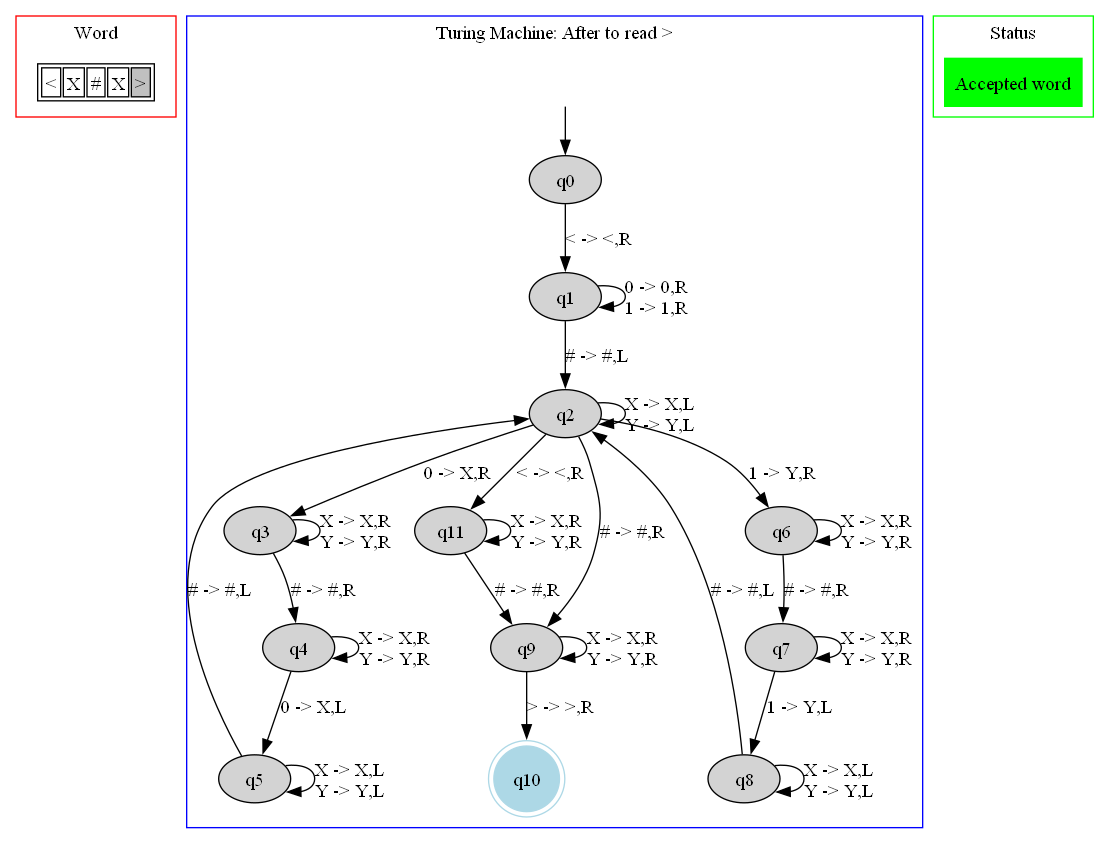 Word
Turing Machine: After to read >
Status
< X # X >
Accepted word
q0
< -> <,R
q1
0 -> 0,R
1 -> 1,R
# -> #,L
q2
X -> X,L
Y -> Y,L
0 -> X,R
< -> <,R
1 -> Y,R
q3
X -> X,R
Y -> Y,R
q11
X -> X,R
Y -> Y,R
# -> #,R
q6
X -> X,R
Y -> Y,R
# -> #,L
# -> #,R
# -> #,R
# -> #,L
# -> #,R
q4
X -> X,R
Y -> Y,R
q9
X -> X,R
Y -> Y,R
q7
X -> X,R
Y -> Y,R
0 -> X,L
> -> >,R
1 -> Y,L
q5
X -> X,L
Y -> Y,L
q10
q8
X -> X,L
Y -> Y,L